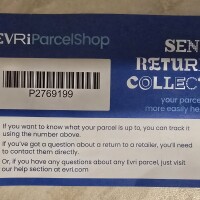 EVRi ParcelShop
SEN
RETUR
COLLECT
P2769199
your parce
more easily he
If you want to know what your parcel is up to, you can track
it using the number above.
If you've got a question about a return to a retailer, you'll
need to contact them directly.
Or, if you have any questions about any Evri parcel, just visit
our help section at evri.com